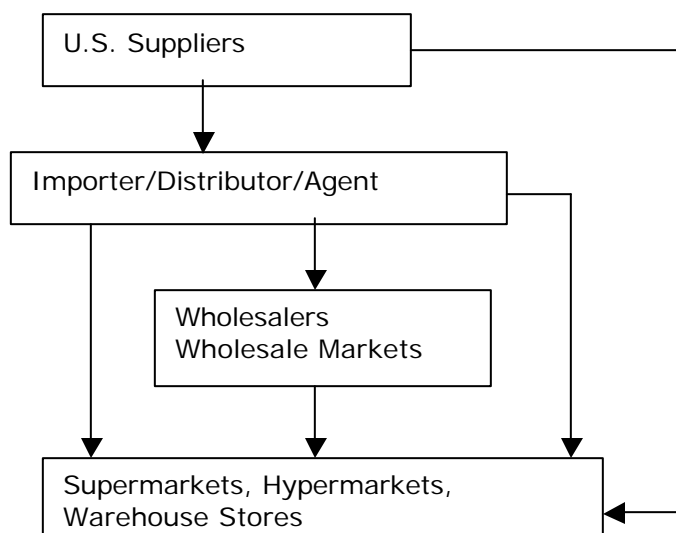 U.S. Suppliers
Importer/Distributor/Agent
Wholesalers
Wholesale Markets
Supermarkets, Hypermarkets,
Warehouse Stores